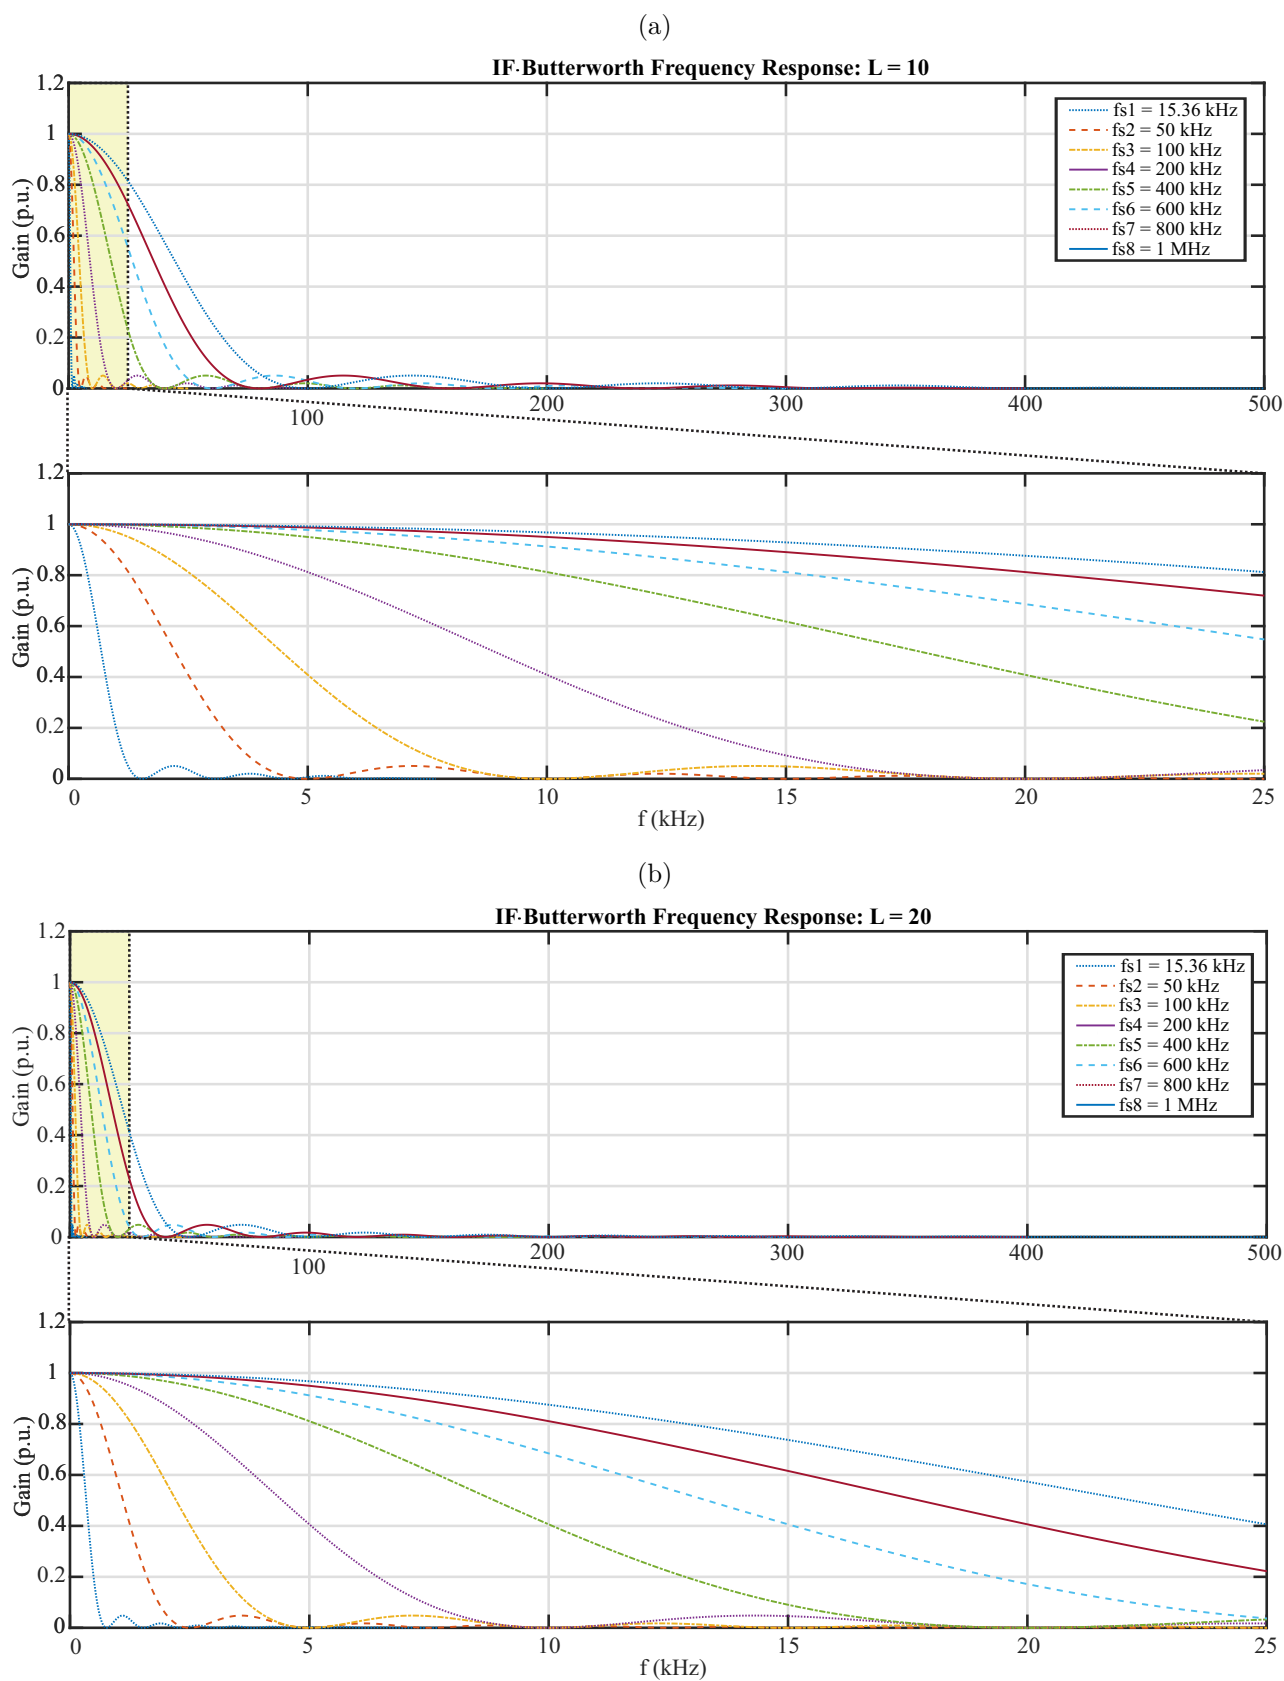 (a)
IF-Butterworth Frequency Response: L = 10
1.2
1
0.8
0.6
0.4
0.2
0
Gain (p.u.)
fs1 = 15.36 kHz
fs2 = 50 kHz
fs3 = 100 kHz
fs4 = 200 kHz
fs5 = 400 kHz
fs6 = 600 kHz
fs7 = 800 kHz
fs8 = 1 MHz
100 200 300 400 500
1.2
1
0.8
0.6
0.4
0.2
0
Gain (p.u.)
0 5 10 15 20 25
f (kHz)
(b)
IF-Butterworth Frequency Response: L = 20
1.2
1
0.8
0.6
0.4
0.2
0
Gain (p.u.)
fs1 = 15.36 kHz
fs2 = 50 kHz
fs3 = 100 kHz
fs4 = 200 kHz
fs5 = 400 kHz
fs6 = 600 kHz
fs7 = 800 kHz
fs8 = 1 MHz
100 200 300 400 500
1.2
1
0.8
0.6
0.4
0.2
0
Gain (p.u.)
0 5 10 15 20 25
f (kHz)